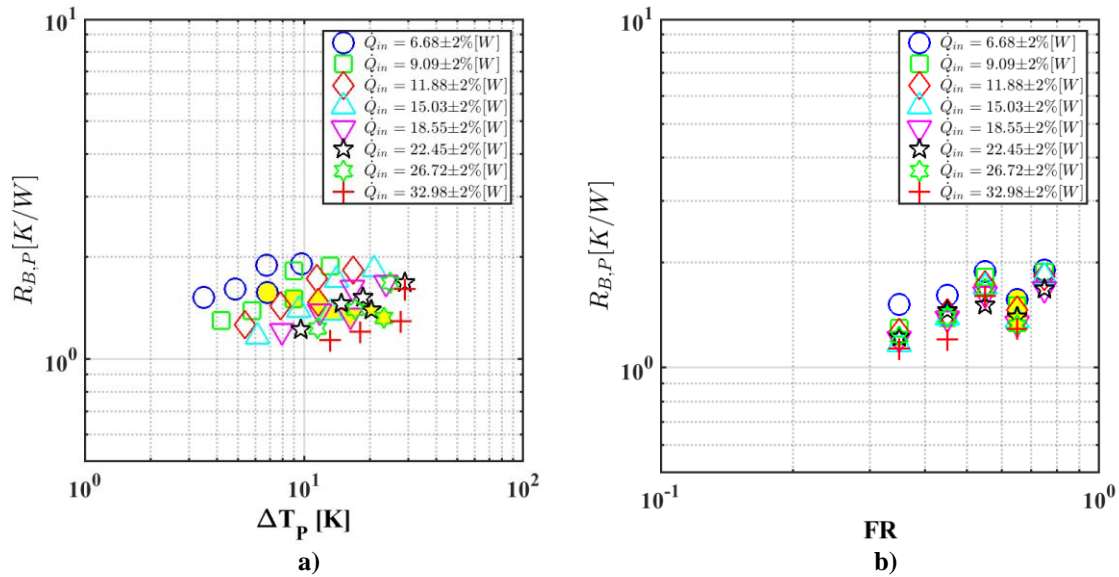 10^1
Q̇_in = 6.68±2%[W]
Q̇_in = 9.09±2%[W]
Q̇_in = 11.88±2%[W]
Q̇_in = 15.03±2%[W]
Q̇_in = 18.55±2%[W]
Q̇_in = 22.45±2%[W]
Q̇_in = 26.72±2%[W]
Q̇_in = 32.98±2%[W]
R_{B.P}[K/W]
10^0
10^0 10^1 10^2
ΔT_P [K]
a)
10^1
Q̇_in = 6.68±2%[W]
Q̇_in = 9.09±2%[W]
Q̇_in = 11.88±2%[W]
Q̇_in = 15.03±2%[W]
Q̇_in = 18.55±2%[W]
Q̇_in = 22.45±2%[W]
Q̇_in = 26.72±2%[W]
Q̇_in = 32.98±2%[W]
R_{B.P}[K/W]
10^0
10^-1 10^0
FR
b)